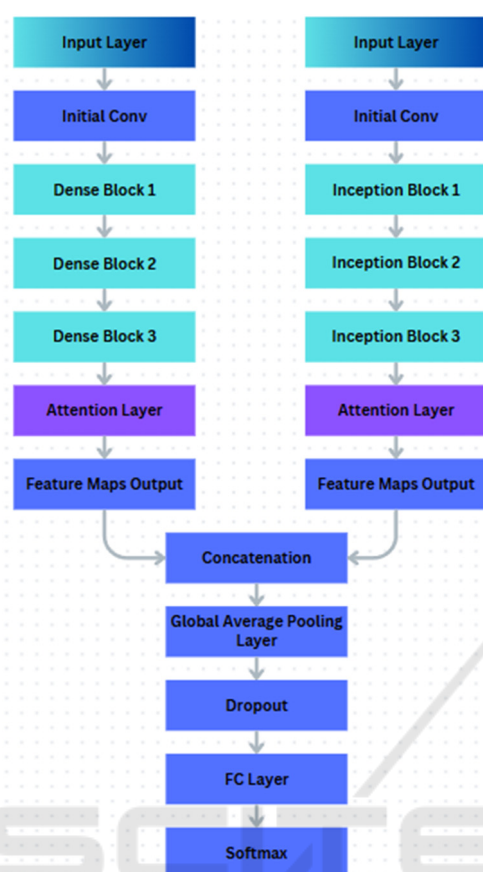 Input Layer
Initial Conv
Dense Block 1
Dense Block 2
Dense Block 3
Attention Layer
Feature Maps Output
Input Layer
Initial Conv
Inception Block 1
Inception Block 2
Inception Block 3
Attention Layer
Feature Maps Output
Concatenation
Global Average Pooling
Layer
Dropout
FC Layer
Softmax